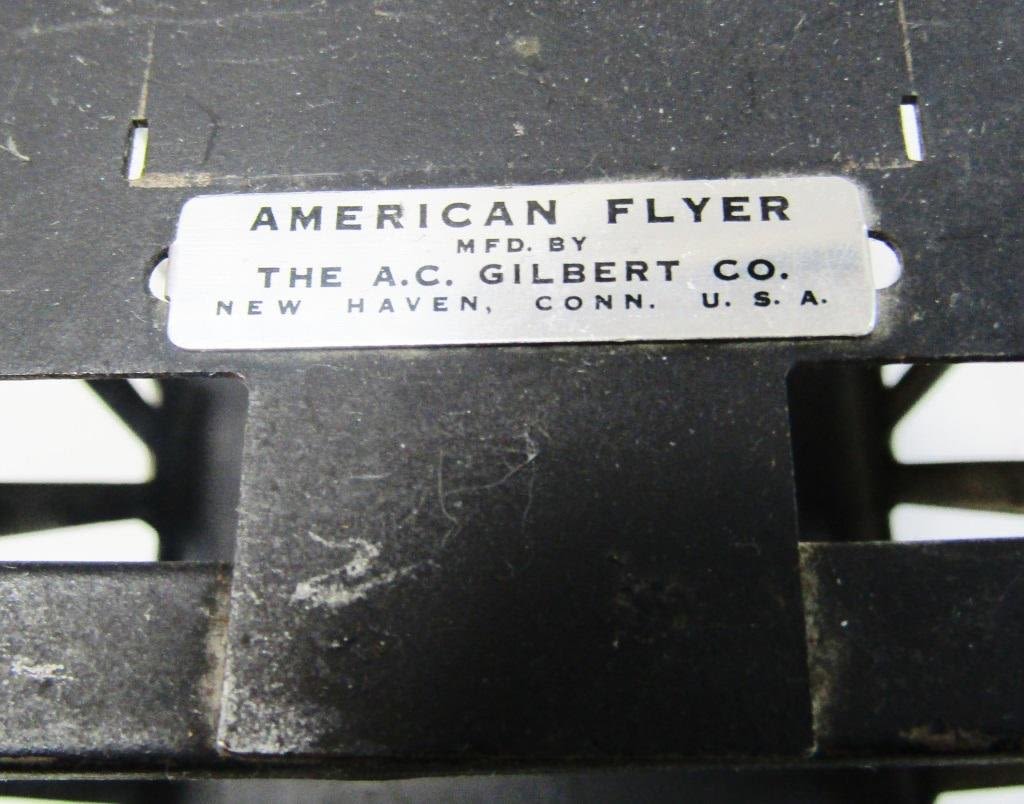 AMERICAN FLYER
MFD. BY
THE A.C. GILBERT CO.
NEW HAVEN, CONN. U. S. A.